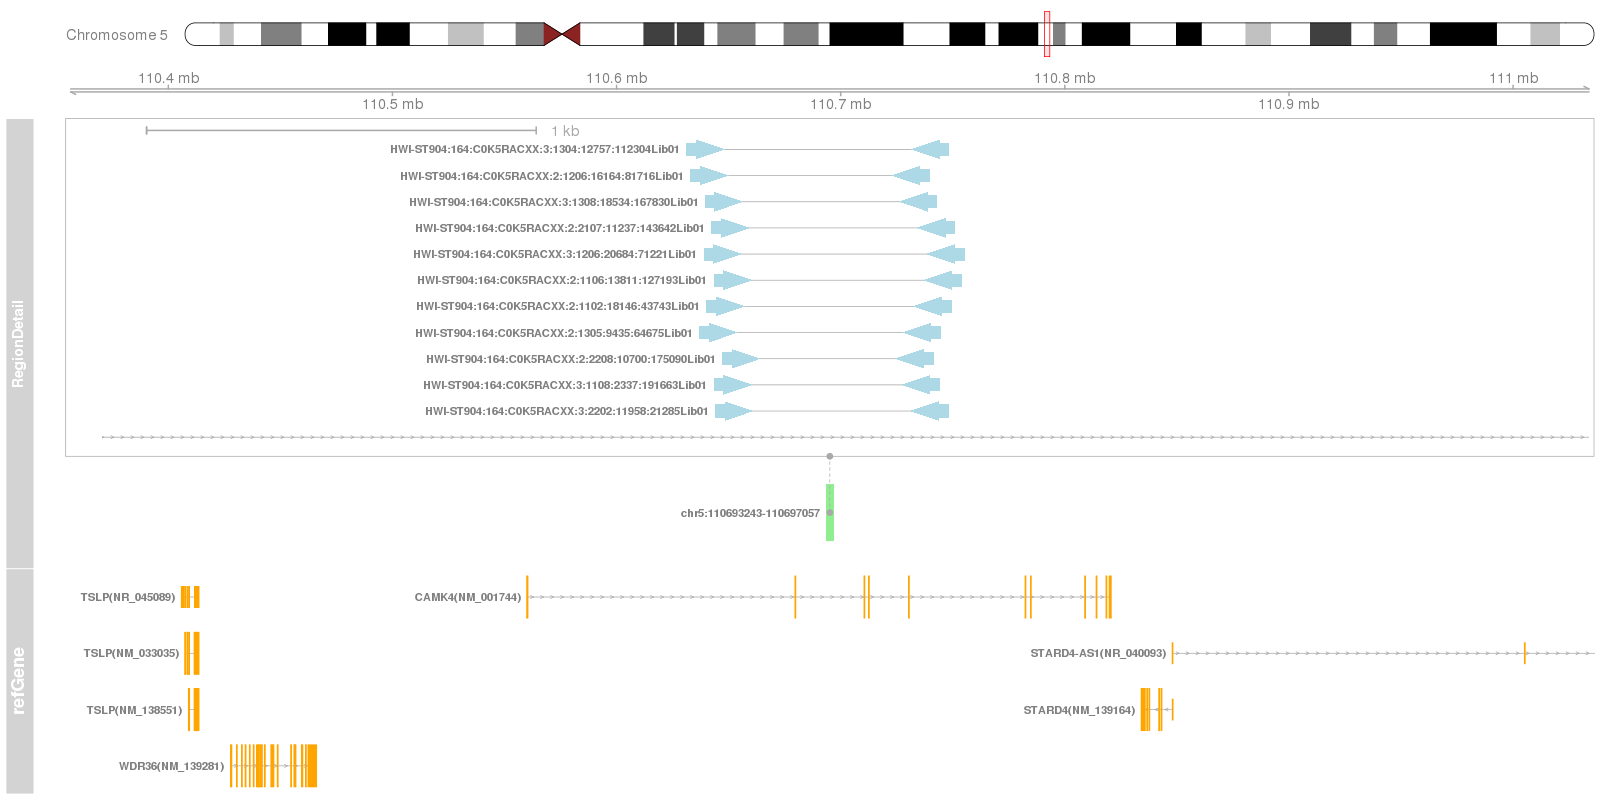 Chromosome 5
110.4 mb 110.6 mb 110.8 mb 111 mb
110.5 mb 110.7 mb 110.9 mb
RegionDetail
1 kb
HWI-ST904:164:C0K5RACXX:3:1304:12757:112304Lib01
HWI-ST904:164:C0K5RACXX:2:1206:16164:81716Lib01
HWI-ST904:164:C0K5RACXX:3:1308:18534:167830Lib01
HWI-ST904:164:C0K5RACXX:2:2107:11237:143642Lib01
HWI-ST904:164:C0K5RACXX:3:1206:20684:71221Lib01
HWI-ST904:164:C0K5RACXX:2:1106:13811:127193Lib01
HWI-ST904:164:C0K5RACXX:2:1102:18146:43743Lib01
HWI-ST904:164:C0K5RACXX:2:1305:9435:64675Lib01
HWI-ST904:164:C0K5RACXX:2:2208:10700:175090Lib01
HWI-ST904:164:C0K5RACXX:3:1108:2337:191663Lib01
HWI-ST904:164:C0K5RACXX:3:2202:11958:21285Lib01
chr5:110693243-110697057
refGene
TSLP(NR_045089) CAMK4(NM_001744)
TSLP(NM_033035) STARD4-AS1(NR_040093)
TSLP(NM_138551) STARD4(NM_139164)
WDR36(NM_139281)